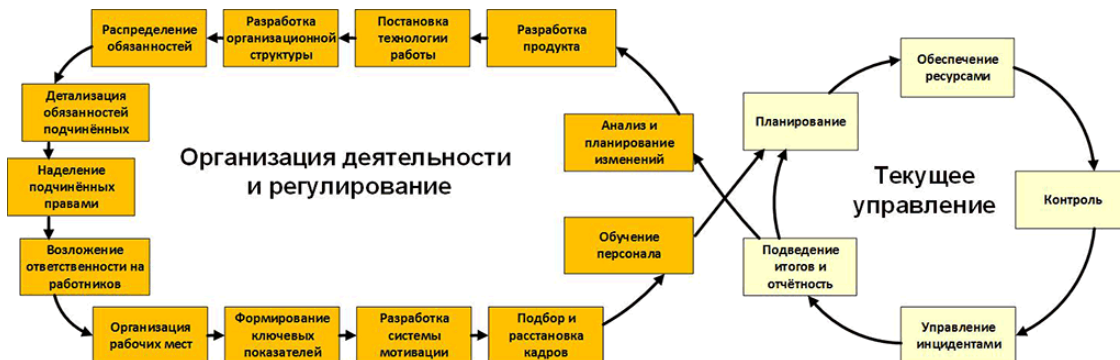 Распределение
обязанностей
Разработка
организационной
структуры
Постановка
технологии
работы
Разработка
продукта
Детализация
обязанностей
подчинённых
Наделение
подчинённых
правами
Возложение
ответственности на
работников
Организация
рабочих мест
Формирование
ключевых
показателей
Разработка
системы
мотивации
Подбор и
расстановка
кадров
Обучение
персонала
Анализ и
планирование
изменений
Организация деятельности
и регулирование
Планирование
Обеспечение
ресурсами
Контроль
Управление
инцидентами
Подведение
итогов и
отчётность
Текущее
управление